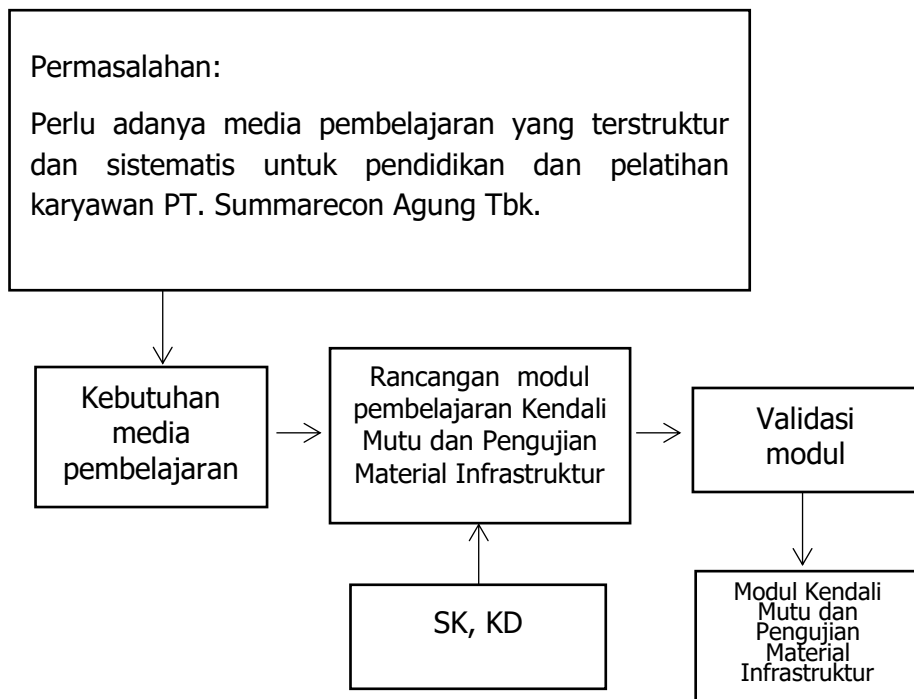 Permasalahan:
Perlu adanya media pembelajaran yang terstruktur
dan sistematis untuk pendidikan dan pelatihan
karyawan PT. Summarecon Agung Tbk.
Kebutuhan
media
pembelajaran
Rancangan modul
pembelajaran Kendali
Mutu dan Pengujian
Material Infrastruktur
Validasi
modul
SK, KD
Modul Kendali
Mutu dan
Pengujian
Material
Infrastruktur